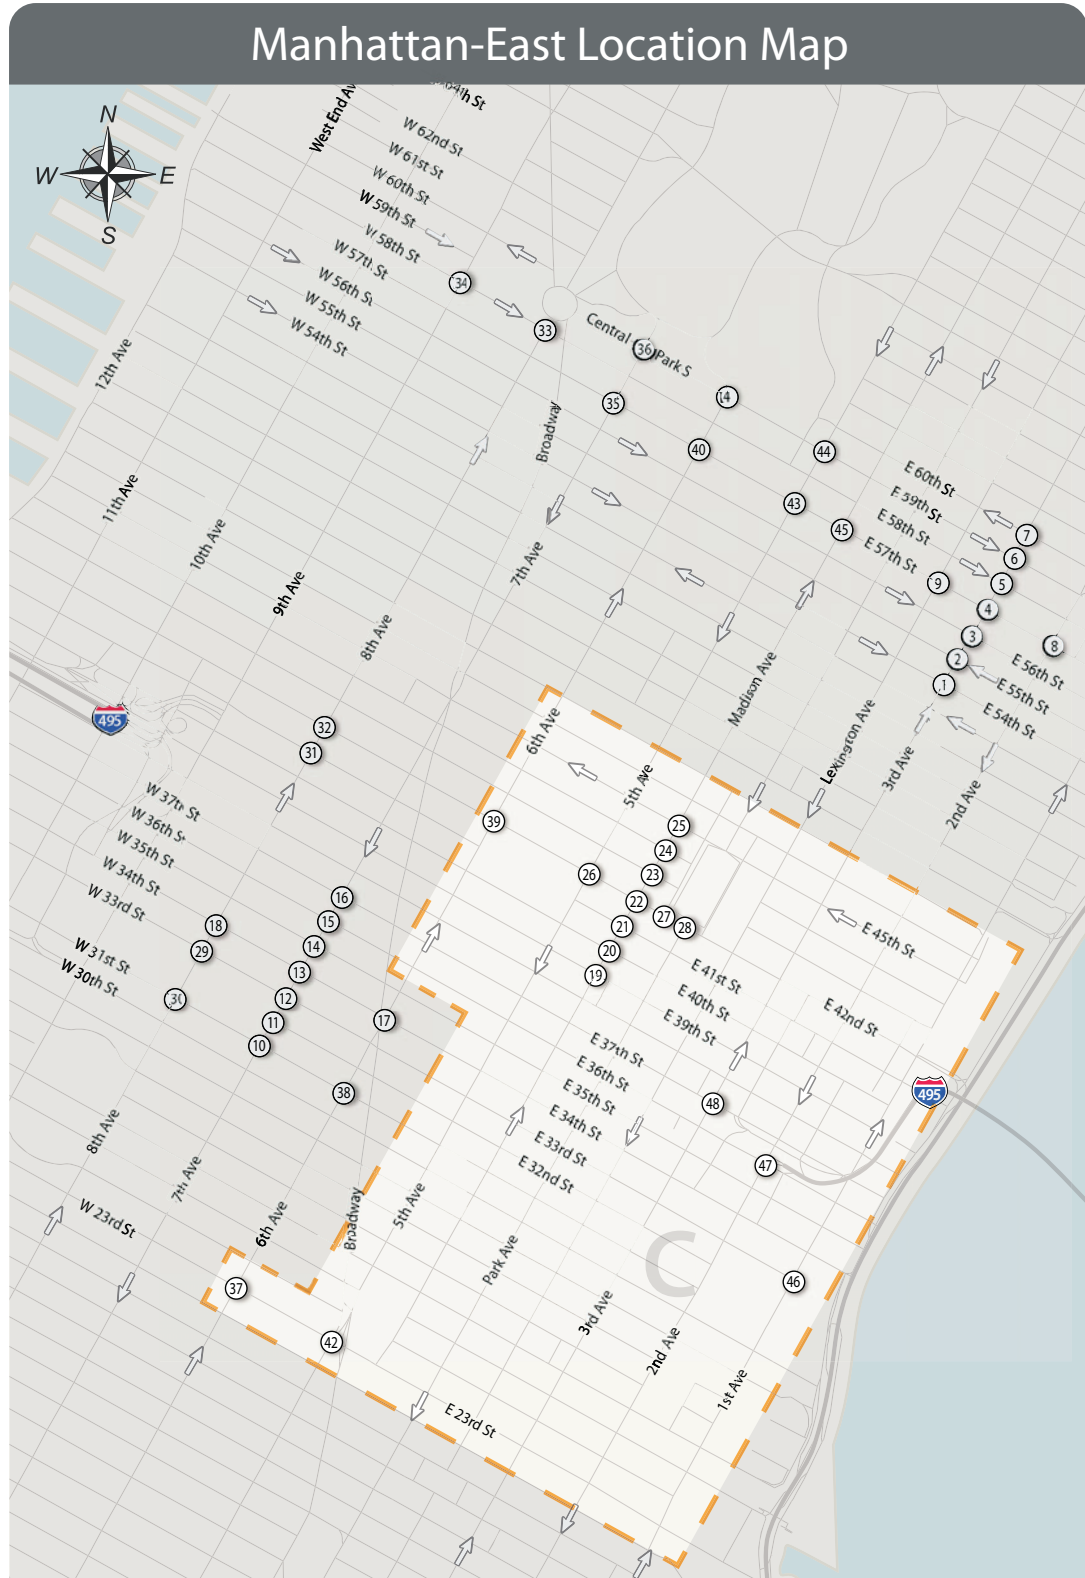 Manhattan-East Location Map
N
W
E
S
West End Av
W 62nd St
W 61st St
W 60th St
W 59th St
W 58th St
W 57th St
W 56th St
W 55th St
W 54th St
34
33
Central Park S
36
35
14
40
44
43
45
12th Ave
11th Ave
10th Ave
9th Ave
8th Ave
Broadway
7th Ave
E 60th St
E 59th St
E 58th St
E 57th St
7
6
5
9
4
3
8
2
1
E 56th St
E 55th St
E 54th St
Madison Ave
Lexington Ave
3rd Ave
2nd Ave
495
32
31
6th Ave
5th Ave
W 37th St
W 36th St
W 35th St
W 34th St
W 33rd St
W 31st St
W 30th St
39
25
24
23
26
22
27
28
21
20
19
16
15
18
14
29
13
12
30
11
10
17
38
E 45th St
E 42nd St
E 41st St
E 40th St
E 39th St
E 37th St
E 36th St
E 35th St
E 34th St
E 33rd St
E 32nd St
48
495
47
8th Ave
7th Ave
W 23rd St
6th Ave
Broadway
5th Ave
Park Ave
C
46
37
42
3rd Ave
2nd Ave
1st Ave
E 23rd St